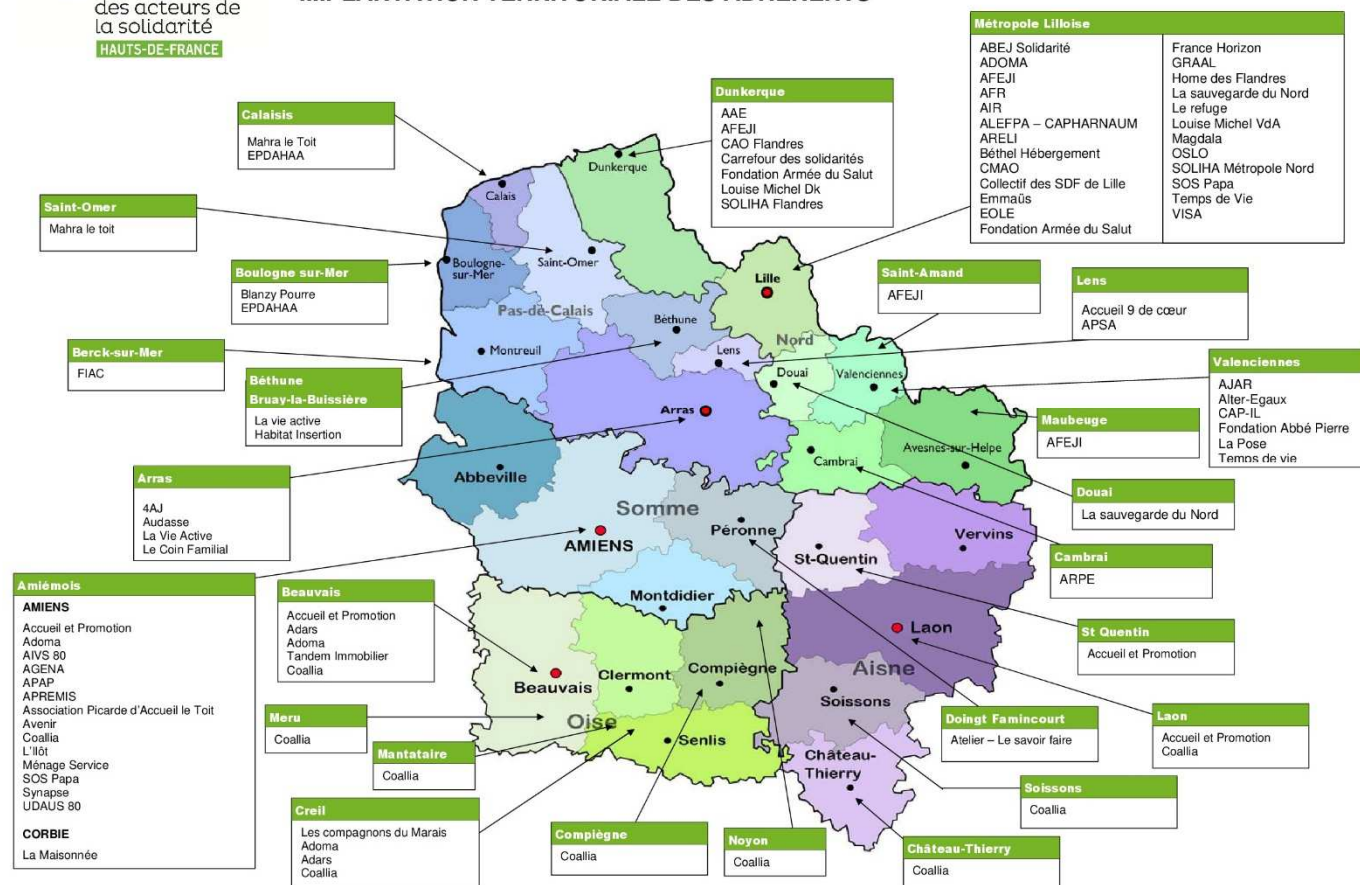 des acteurs de
la solidarité
HAUTS-DE-FRANCE
IMPLANTATION TERRITORIALE DES ADHÉRENTS
Métropole Lilloise
ABEJ Solidarité
ADOMA
AFEJI
AFR
AIR
ALEFPA – CAPHARNAUM
ARELI
Béthel Hébergement
CMAO
Collectif des SDF de Lille
Emmaüs
EOLE
Fondation Armée du Salut
France Horizon
GRAAL
Home des Flandres
La sauvegarde du Nord
Le refuge
Louise Michel VdA
Magdala
OSLO
SOLIHA Métropole Nord
SOS Papa
Temps de Vie
VISA
Dunkerque
AAE
AFEJI
CAO Flandres
Carrefour des solidarités
Fondation Armée du Salut
Louise Michel Dk
SOLIHA Flandres
Calaisis
Mahra le Toit
EPDAHAA
Saint-Omer
Mahra le toit
Boulogne sur-Mer
Blanzy Pourre
EPDAHAA
Berck-sur-Mer
FIAC
Béthune
Bruay-la-Buissière
La vie active
Habitat Insertion
Arras
4AJ
Audasse
La Vie Active
Le Coin Familial
Amiémois
AMIENS
Accueil et Promotion
Adoma
AIVS 80
AGENA
APAP
APREMIS
Association Picarde d'Accueil le Toit
Avenir
Coallia
L'Ilôt
Ménage Service
SOS Papa
Synapse
UDAUS 80
CORBIE
La Maisonnée
Beauvais
Accueil et Promotion
Adars
Adoma
Tandem Immobilier
Coallia
Meru
Coallia
Mantataire
Coallia
Creil
Les compagnons du Marais
Adoma
Adars
Coallia
Compiègne
Coallia
Noyon
Coallia
Château-Thierry
Coallia
Soissons
Coallia
Doingt Famincourt
Atelier – Le savoir faire
Laon
Accueil et Promotion
Coallia
St Quentin
Accueil et Promotion
Cambrai
ARPE
Douai
La sauvegarde du Nord
Maubeuge
AFEJI
Valenciennes
AJAR
Alter-Egaux
CAP-IL
Fondation Abbé Pierre
La Pose
Temps de vie
Lens
Accueil 9 de cœur
APSA
Saint-Amand
AFEJI
Dunkerque
Calais
Saint-Omer
Boulogne-
sur-Mer
Lille
Pas-de-Calais
Béthune
Nord
Montreuil
Lens
Douai
Valenciennes
Arras
Avesnes-sur-Helpe
Cambrai
Abbeville
Somme
Péronne
AMIENS
St-Quentin
Vervins
Montdidier
Laon
Aisne
Beauvais
Clermont
Compiègne
Soissons
Oise
Senlis
Château-
Thierry